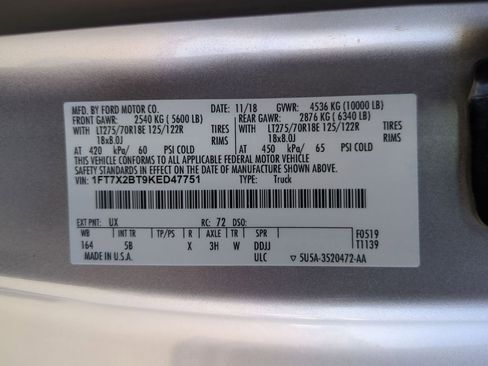 MFD. BY FORD MOTOR CO. DATE: 11/18 GVWR: 4536 KG (10000 LB)
FRONT GAWR: 2540 KG ( 5600 LB) REAR GAWR: 2876 KG ( 6340 LB)
WITH LT275/70R18E 125/122R TIRES WITH LT275/70R18E 125/122R TIRES
18x8.0J RIMS 18x8.0J RIMS
AT 420 kPa/ 60 PSI COLD AT 450 kPa/ 65 PSI COLD
THIS VEHICLE CONFORMS TO ALL APPLICABLE FEDERAL MOTOR VEHICLE
SAFETY STANDARDS IN EFFECT ON THE DATE OF MANUFACTURE SHOWN ABOVE.
VIN: 1FT7X2BT9KED47751 TYPE: Truck
EXT PNT: UX RC: 72 DSO: F0519
WB INT TR TP/PS R AXLE TR SPR T1139
164 5B X 3H W DDJJ
MADE IN U.S.A. ULC ▽ 5U5A-3520472-AA